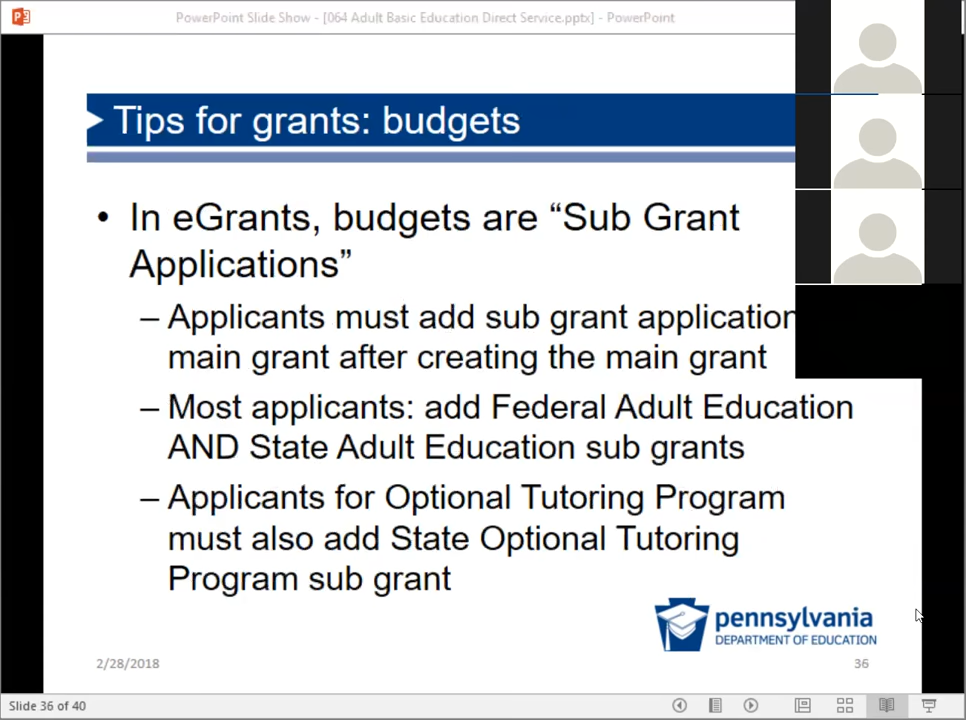 PowerPoint Slide Show - [064 Adult Basic Education Direct Service.pptx] - PowerPoint
Tips for grants: budgets
• In eGrants, budgets are “Sub Grant
Applications”
– Applicants must add sub grant application
main grant after creating the main grant
– Most applicants: add Federal Adult Education
AND State Adult Education sub grants
– Applicants for Optional Tutoring Program
must also add State Optional Tutoring
Program sub grant
pennsylvania
DEPARTMENT OF EDUCATION
2/28/2018
36
Slide 36 of 40